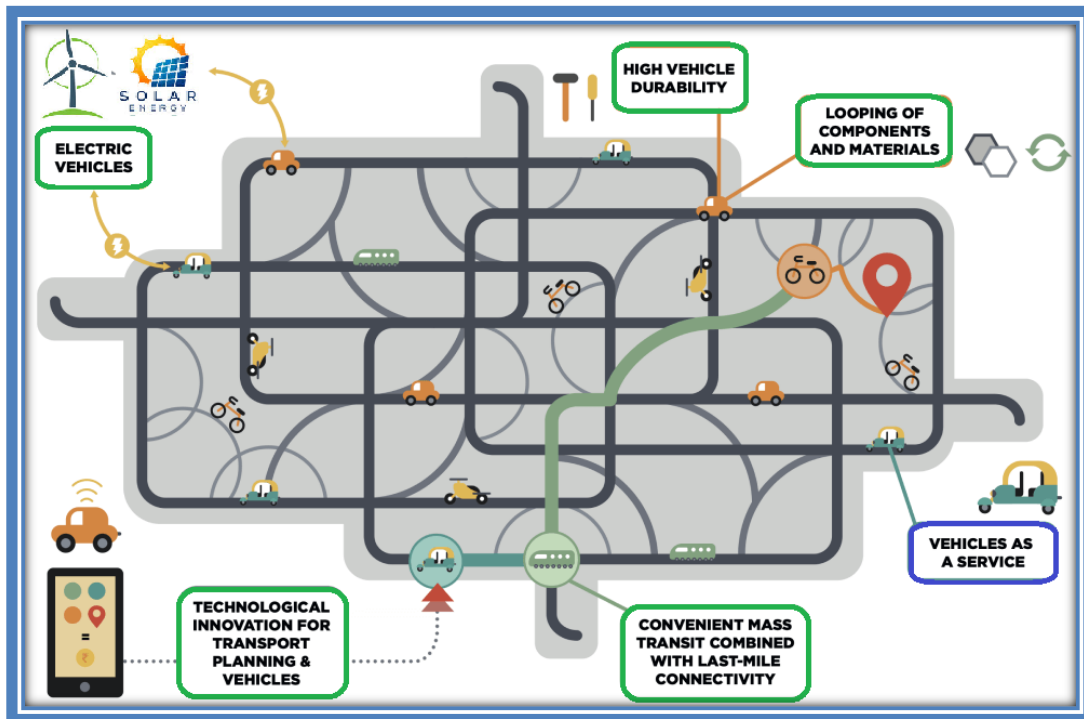 SOLAR
ENERGY
ELECTRIC
VEHICLES
HIGH VEHICLE
DURABILITY
LOOPING OF
COMPONENTS
AND MATERIALS
VEHICLES AS
A SERVICE
TECHNOLOGICAL
INNOVATION FOR
TRANSPORT
PLANNING &
VEHICLES
CONVENIENT MASS
TRANSIT COMBINED
WITH LAST-MILE
CONNECTIVITY
=
₹